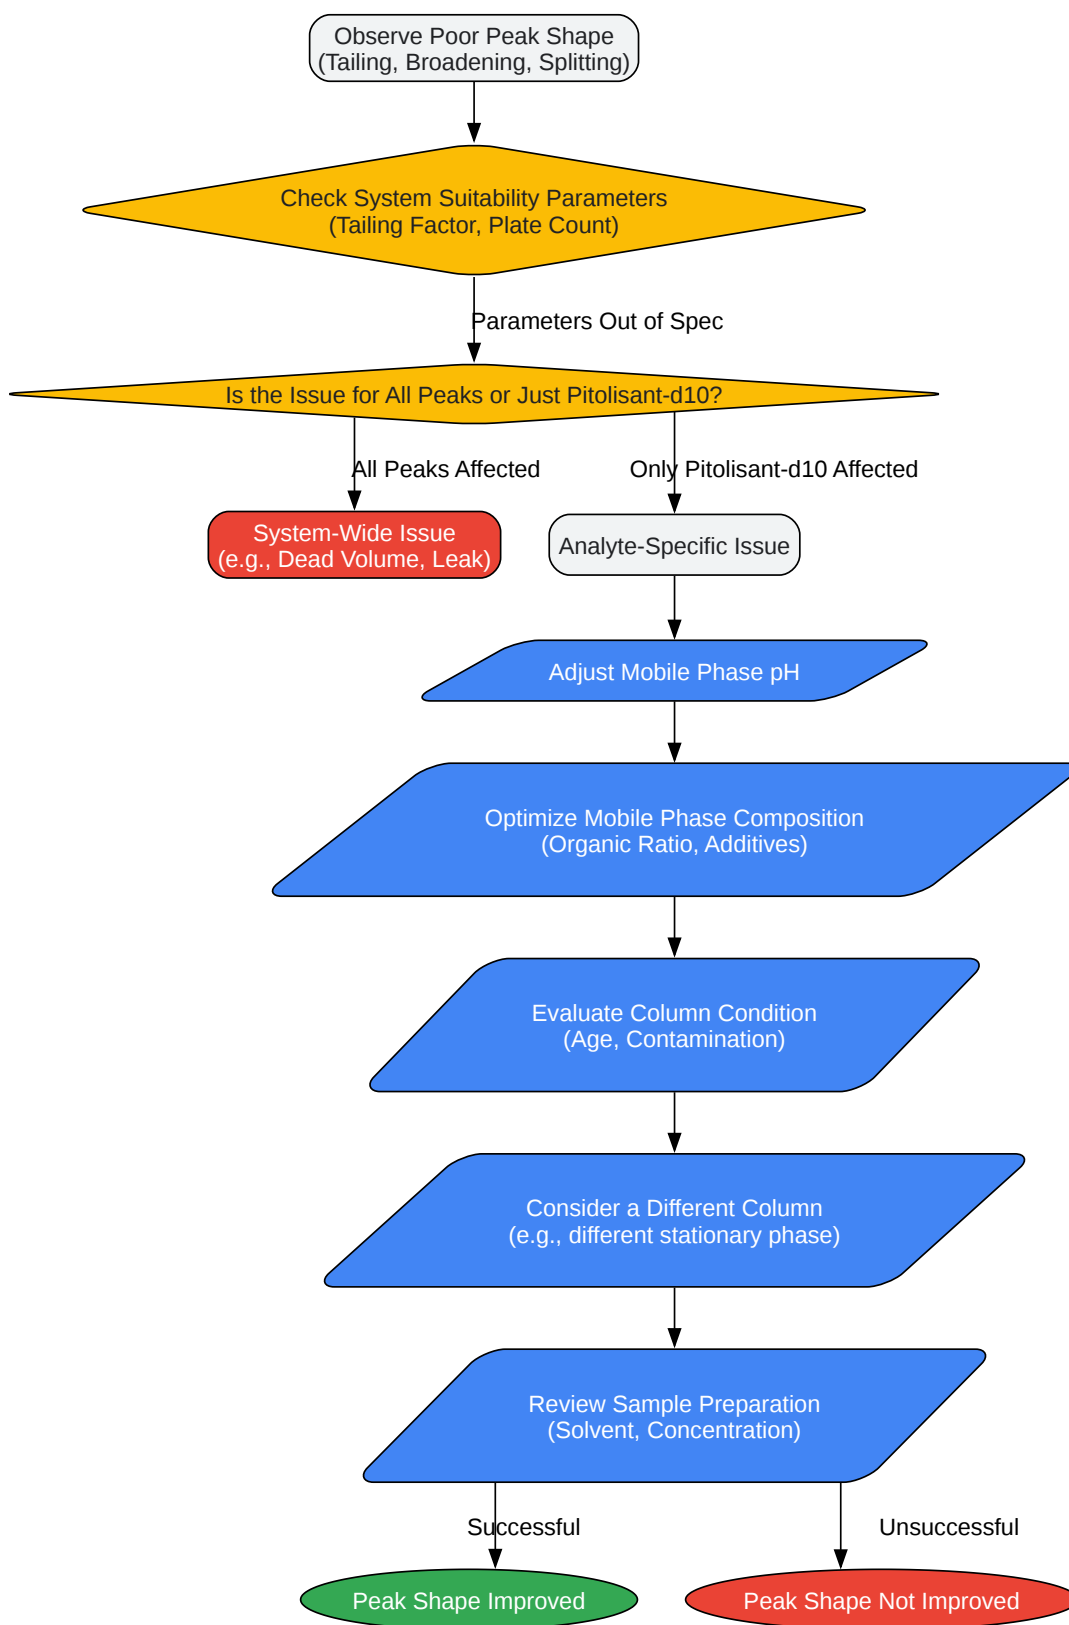 Observe Poor Peak Shape
(Tailing, Broadening, Splitting)
Check System Suitability Parameters
(Tailing Factor, Plate Count)
Parameters Out of Spec
Is the Issue for All Peaks or Just Pitolisant-d10?
All Peaks Affected
Only Pitolisant-d10 Affected
System-Wide Issue
(e.g., Dead Volume, Leak)
Analyte-Specific Issue
Adjust Mobile Phase pH
Optimize Mobile Phase Composition
(Organic Ratio, Additives)
Evaluate Column Condition
(Age, Contamination)
Consider a Different Column
(e.g., different stationary phase)
Review Sample Preparation
(Solvent, Concentration)
Successful
Unsuccessful
Peak Shape Improved
Peak Shape Not Improved